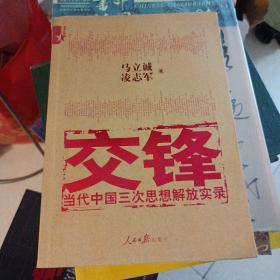 马立诚
凌志军 著
交锋
当代中国三次思想解放实录
人民日报出版社